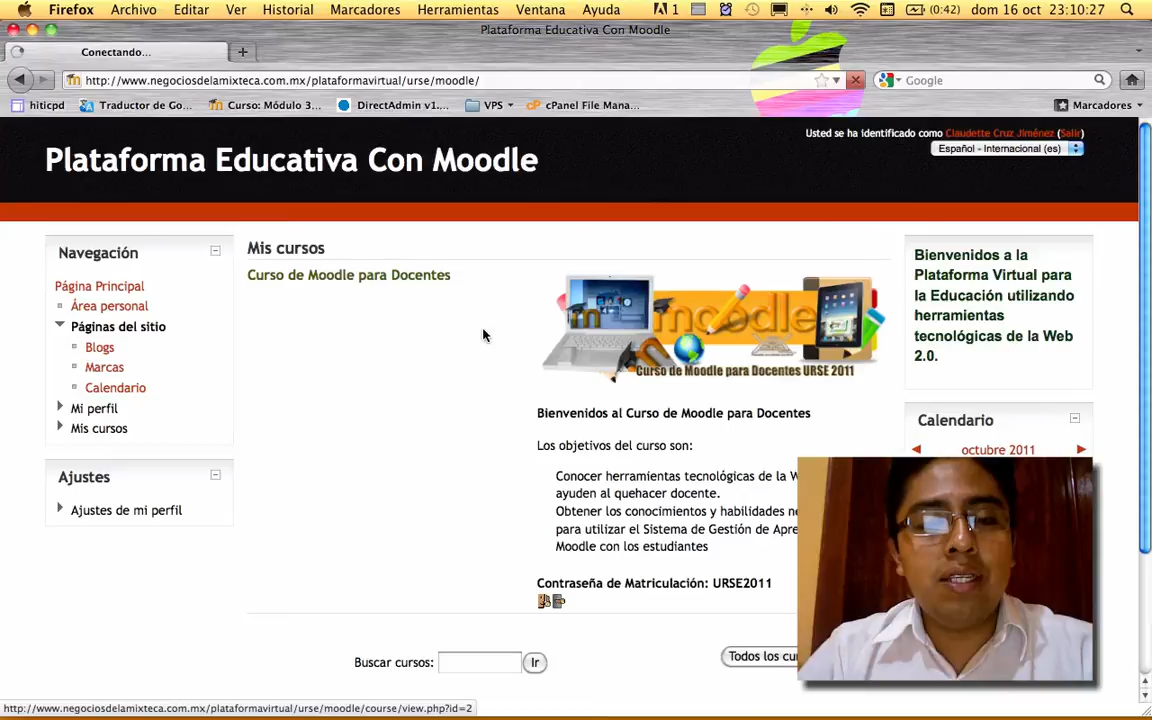 Firefox Archivo Editar Ver Historial Marcadores Herramientas Ventana Ayuda 1 (0:42) dom 16 oct 23:10:27
Plataforma Educativa Con Moodle
Conectando...
http://www.negociosdelamixteca.com.mx/plataformavirtual/urse/moodle/
Google
hiticpd Traductor de Go... Curso: Módulo 3... DirectAdmin v1,... VPS cPanel File Mana... Marcadores
Usted se ha identificado como Claudette Cruz Jiménez (Salir)
Español - Internacional (es)
Plataforma Educativa Con Moodle
Navegación
Página Principal
Área personal
Páginas del sitio
Blogs
Marcas
Calendario
Mi perfil
Mis cursos
Ajustes
Ajustes de mi perfil
Mis cursos
Curso de Moodle para Docentes
moodle
Curso de Moodle para Docentes URSE 2011
Bienvenidos al Curso de Moodle para Docentes
Los objetivos del curso son:
Conocer herramientas tecnológicas de la W
ayuden al quehacer docente.
Obtener los conocimientos y habilidades ne
para utilizar el Sistema de Gestión de Apre
Moodle con los estudiantes
Contraseña de Matriculación: URSE2011
Buscar cursos: Ir
Todos los cu
Bienvenidos a la
Plataforma Virtual para
la Educación utilizando
herramientas
tecnológicas de la Web
2.0.
Calendario
octubre 2011
http://www.negociosdelamixteca.com.mx/plataformavirtual/urse/moodle/course/view.php?id=2